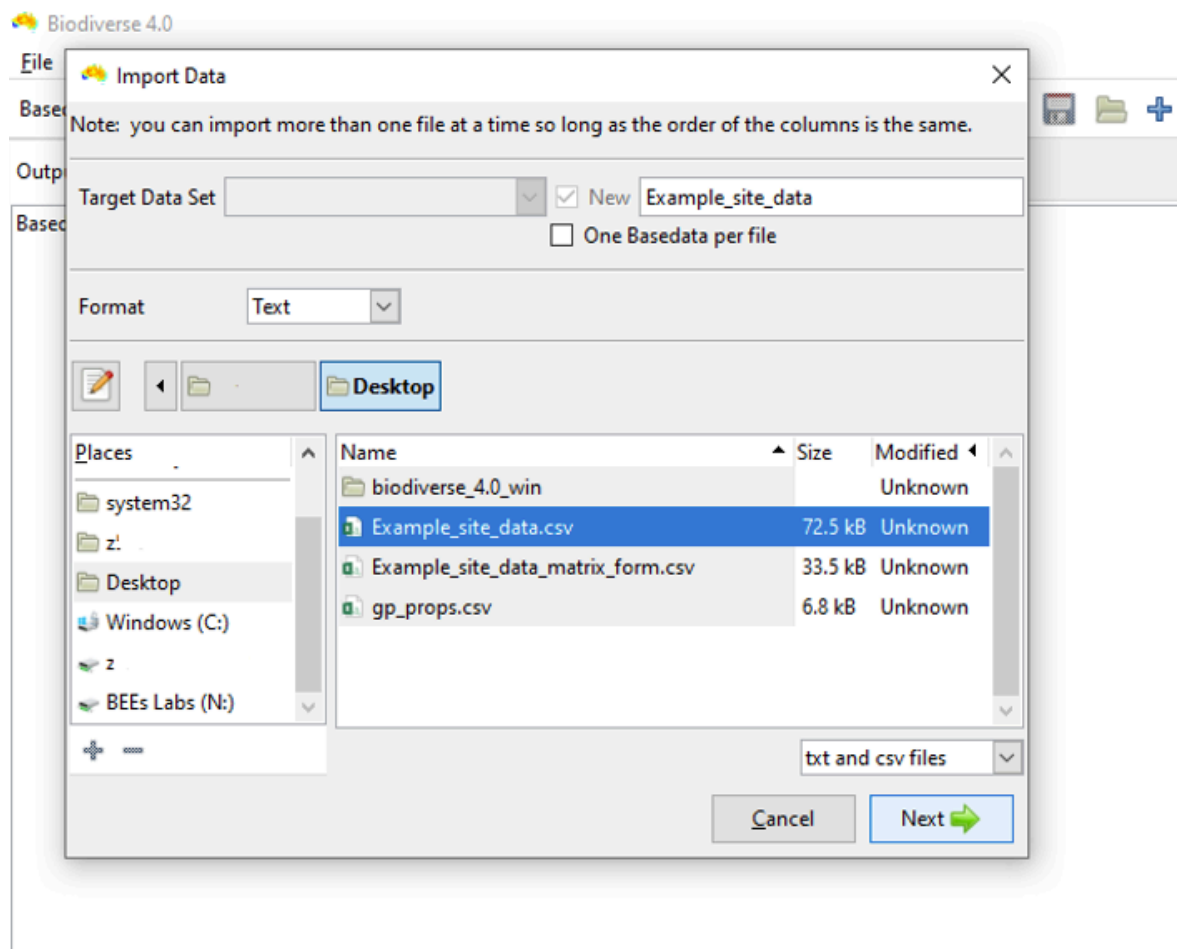 Biodiverse 4.0
File
Import Data
Note: you can import more than one file at a time so long as the order of the columns is the same.
Target Data Set New Example_site_data
One Basedata per file
Format Text
Desktop
Places Name Size Modified
biodiverse_4.0_win Unknown
system32 Example_site_data.csv 72.5 kB Unknown
Example_site_data_matrix_form.csv 33.5 kB Unknown
Desktop gp_props.csv 6.8 kB Unknown
Windows (C:)
z
BEEs Labs (N:)
txt and csv files
Cancel Next